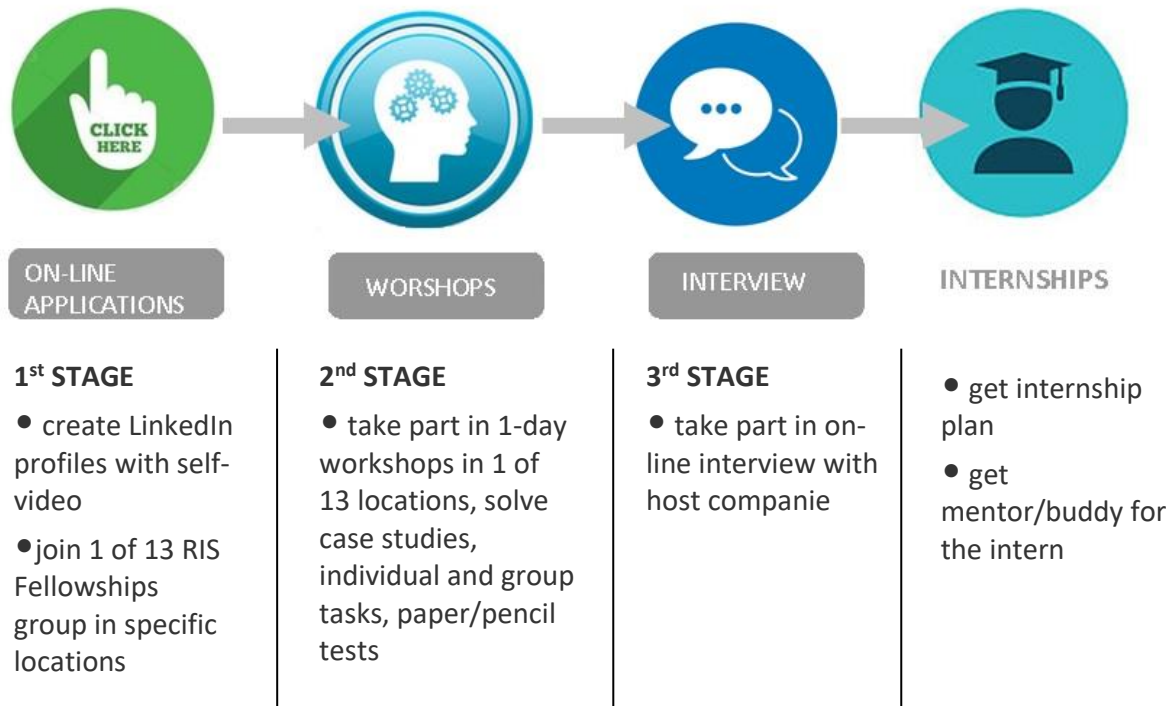 CLICK
HERE
ON-LINE
APPLICATIONS
WORSHOPS
INTERVIEW
INTERNSHIPS
1st STAGE
• create LinkedIn
profiles with self-
video
•join 1 of 13 RIS
Fellowships
group in specific
locations
2nd STAGE
• take part in 1-day
workshops in 1 of
13 locations, solve
case studies,
individual and group
tasks, paper/pencil
tests
3rd STAGE
• take part in on-
line interview with
host companie
• get internship
plan
• get
mentor/buddy for
the intern